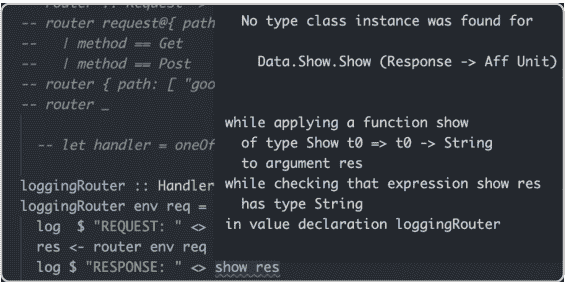 -- router request@{ path
--   | method == Get
--   | method == Post
-- router { path: [ "goo
-- router _
-- let handler = oneOf
loggingRouter :: Handler
loggingRouter env req =
log  $ "REQUEST: " <>
res <- router env req
log $ "RESPONSE: " <> show res
No type class instance was found for
Data.Show.Show (Response -> Aff Unit)
while applying a function show
of type Show t0 => t0 -> String
to argument res
while checking that expression show res
has type String
in value declaration loggingRouter